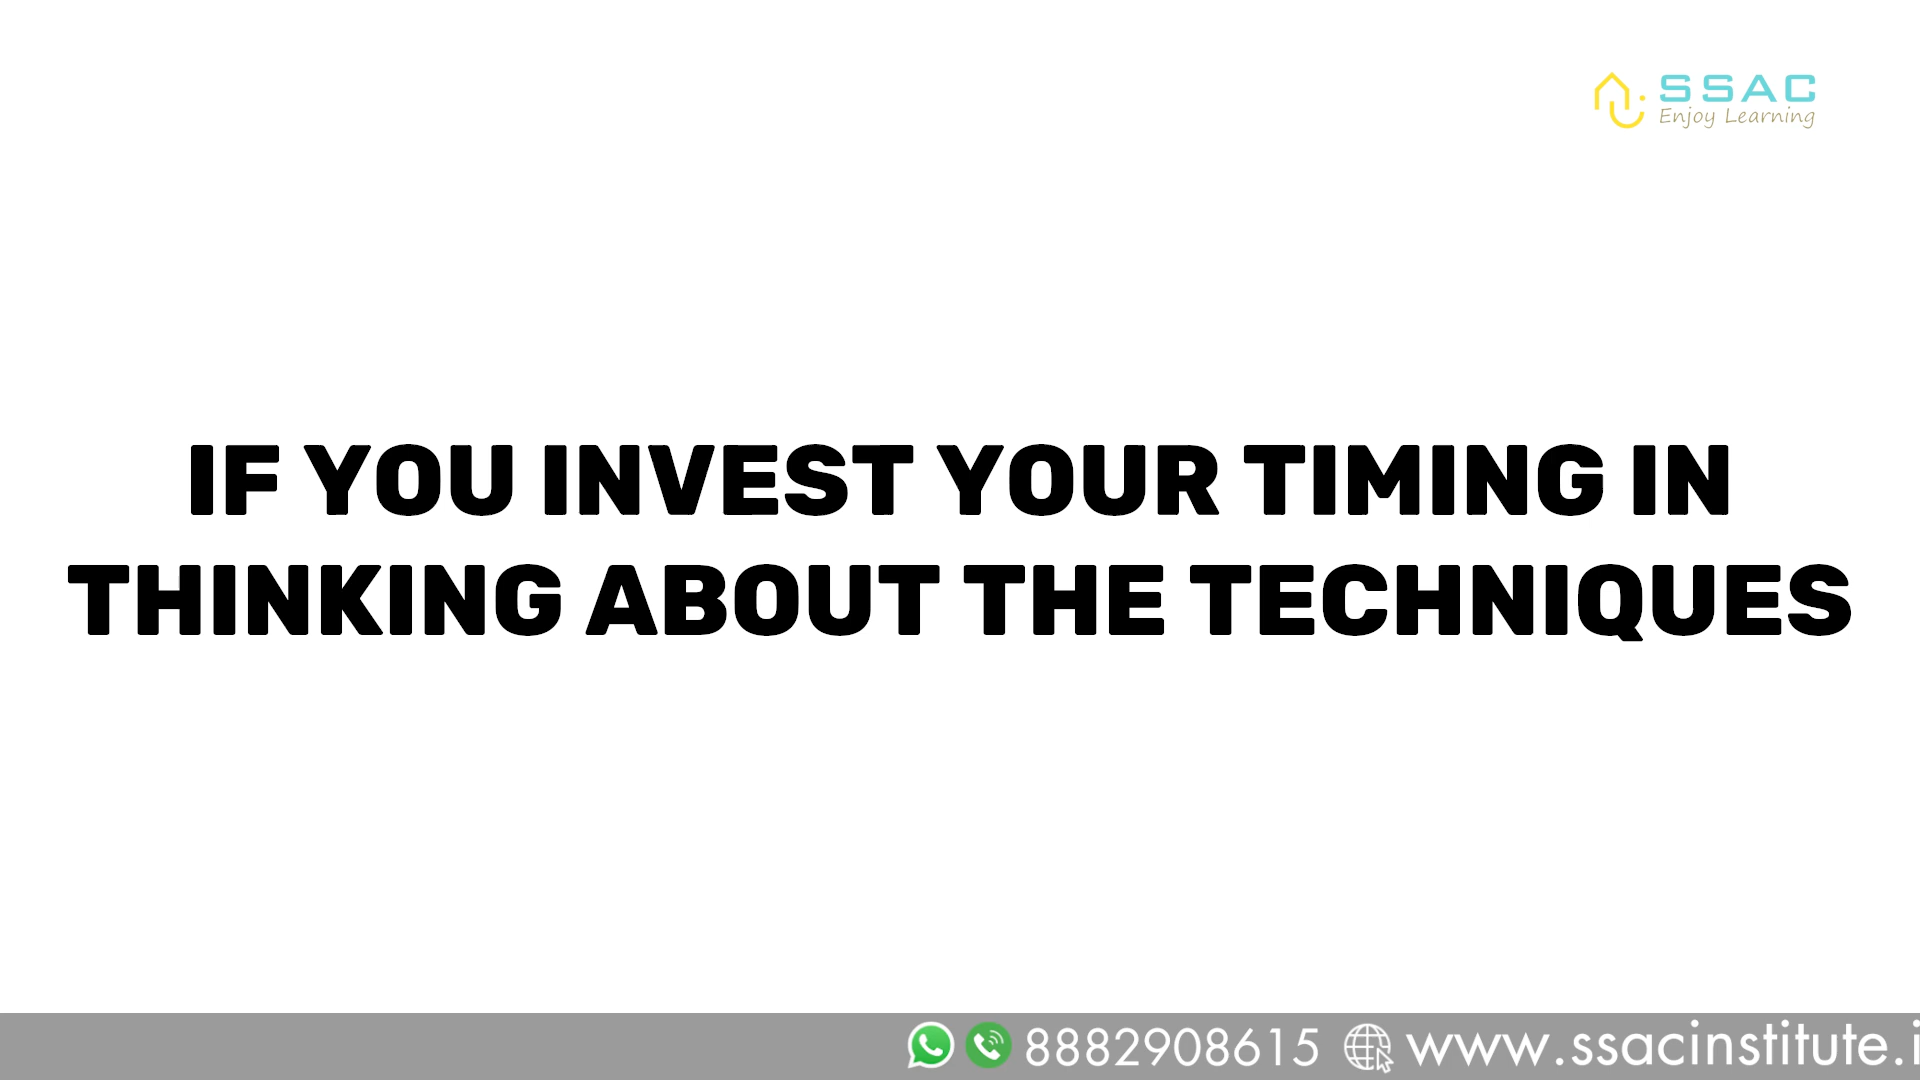 SSAC
Enjoy Learning
IF YOU INVEST YOUR TIMING IN
THINKING ABOUT THE TECHNIQUES
8882908615 www.ssacinstitute.i